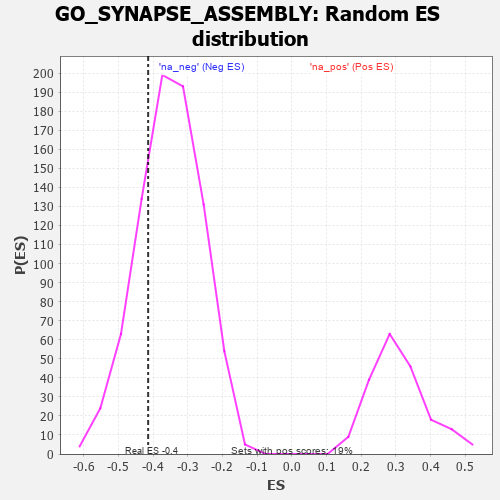 GO_SYNAPSE_ASSEMBLY: Random ES
distribution
'na_neg' (Neg ES)
'na_pos' (Pos ES)
200
190
180
170
160
150
140
130
120
110
100
90
80
70
60
50
40
30
20
10
0
P(ES)
Real ES -0.4
Sets with pos scores: 19%
-0.6 -0.5 -0.4 -0.3 -0.2 -0.1 0.0 0.1 0.2 0.3 0.4 0.5
ES